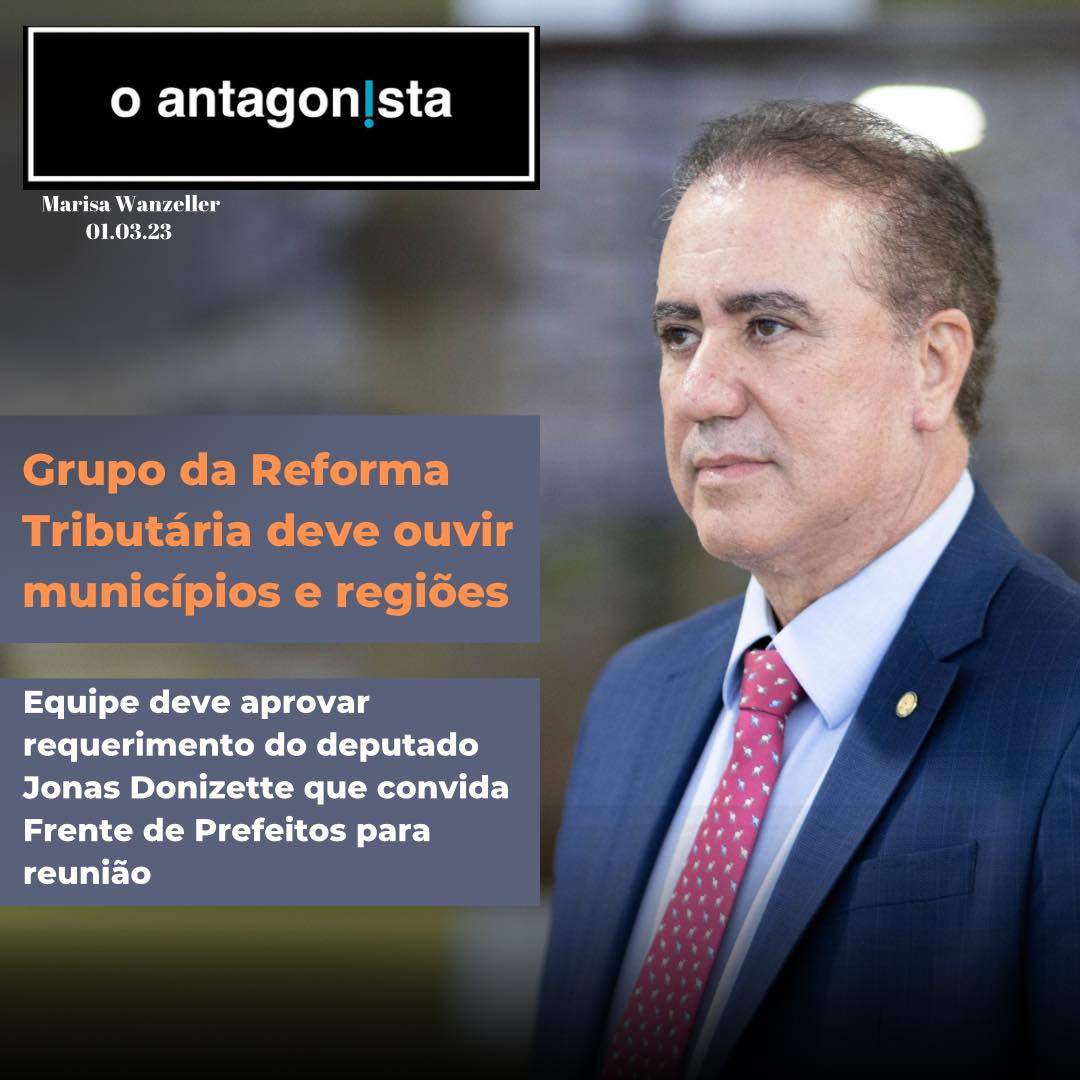 o antagon!sta
Marisa Wanzeller
01.03.23
Grupo da Reforma
Tributária deve ouvir
municípios e regiões
Equipe deve aprovar
requerimento do deputado
Jonas Donizette que convida
Frente de Prefeitos para
reunião